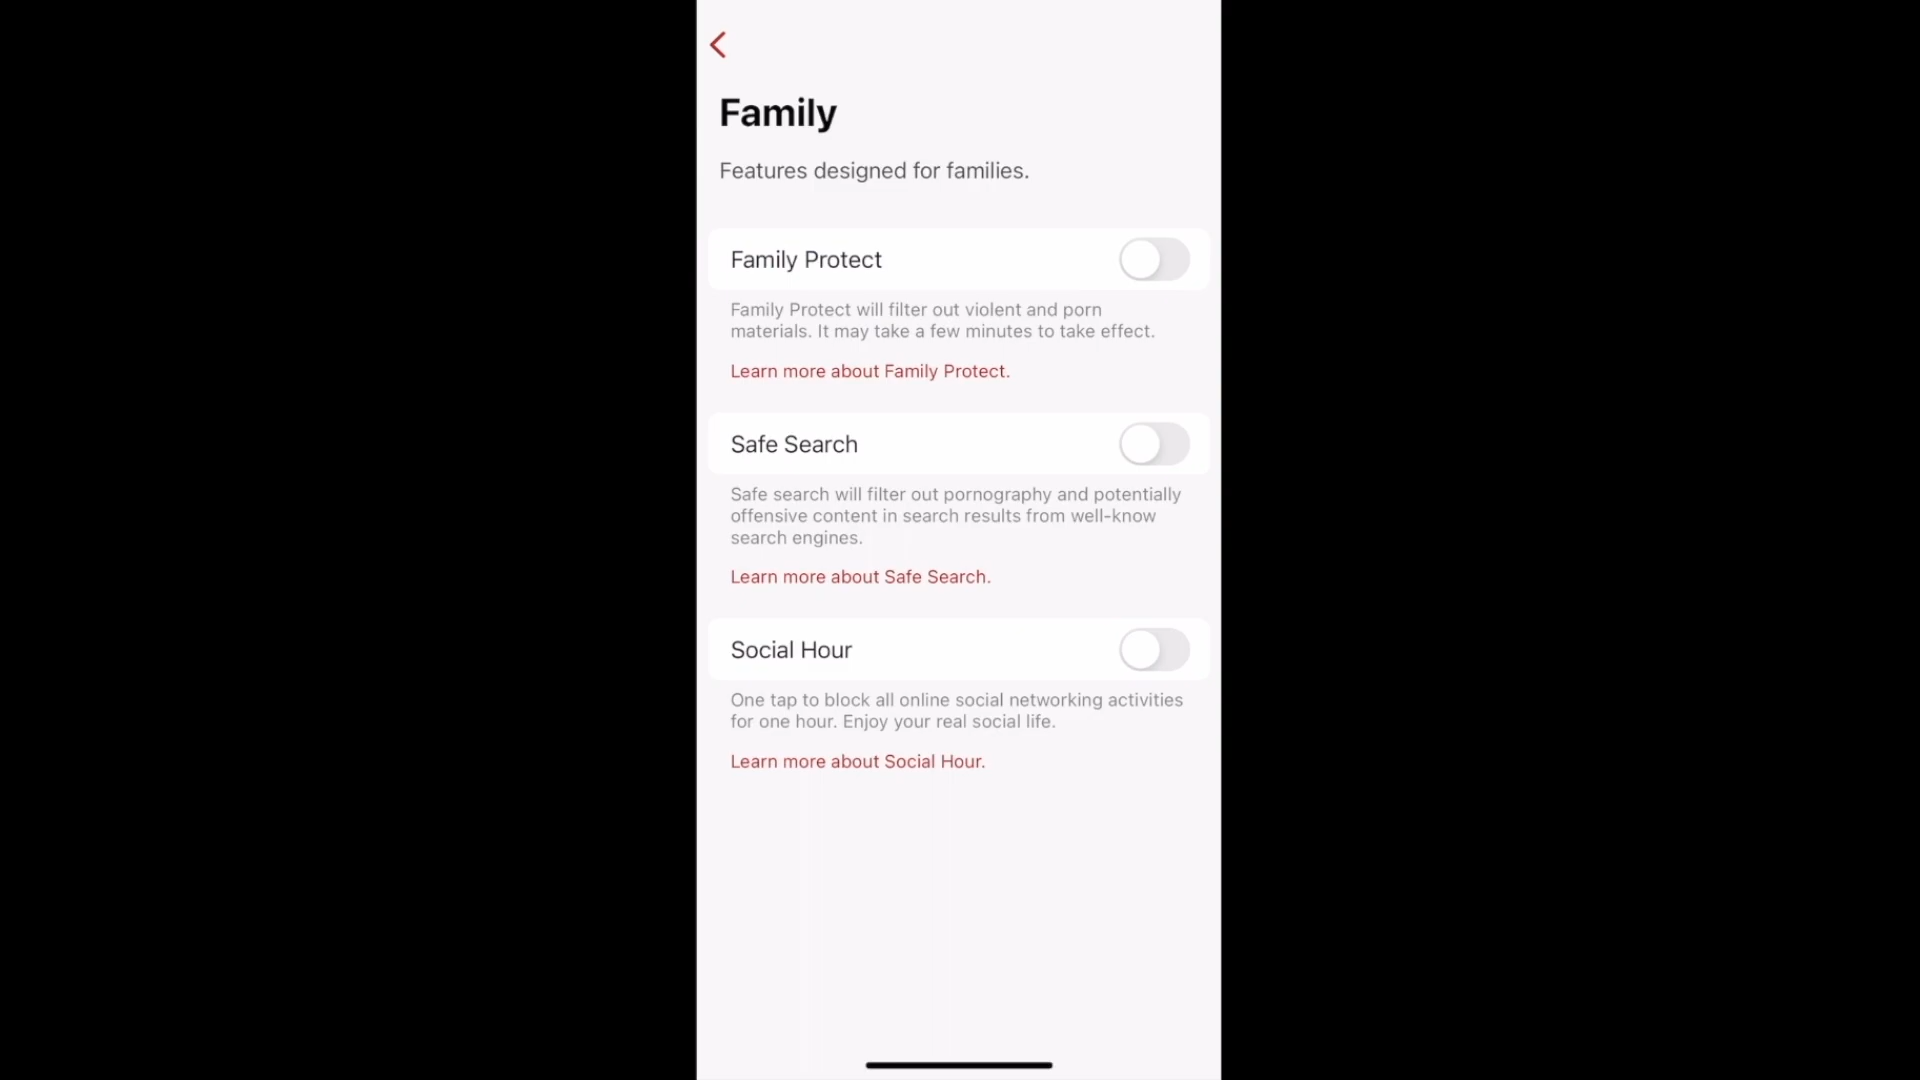 Family
Features designed for families.
Family Protect
Family Protect will filter out violent and porn
materials. It may take a few minutes to take effect.
Learn more about Family Protect.
Safe Search
Safe search will filter out pornography and potentially
offensive content in search results from well-know
search engines.
Learn more about Safe Search.
Social Hour
One tap to block all online social networking activities
for one hour. Enjoy your real social life.
Learn more about Social Hour.